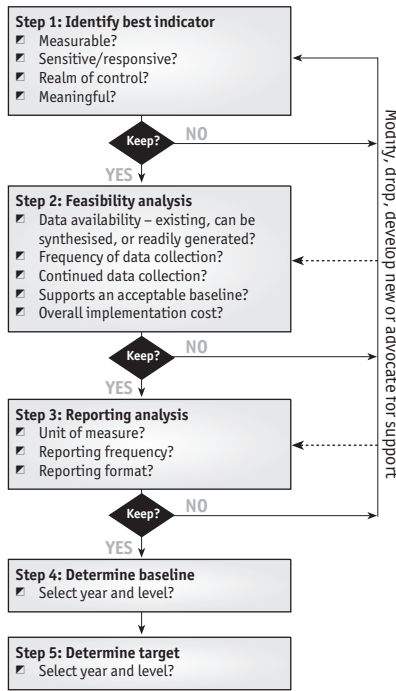 Step 1: Identify best indicator
Measurable?
Sensitive/responsive?
Realm of control?
Meaningful?
Keep?
NO
YES
Step 2: Feasibility analysis
Data availability – existing, can be
synthesised, or readily generated?
Frequency of data collection?
Continued data collection?
Supports an acceptable baseline?
Overall implementation cost?
Keep?
NO
YES
Step 3: Reporting analysis
Unit of measure?
Reporting frequency?
Reporting format?
Keep?
NO
YES
Step 4: Determine baseline
Select year and level?
Step 5: Determine target
Select year and level?
Modify, drop, develop new or advocate for support